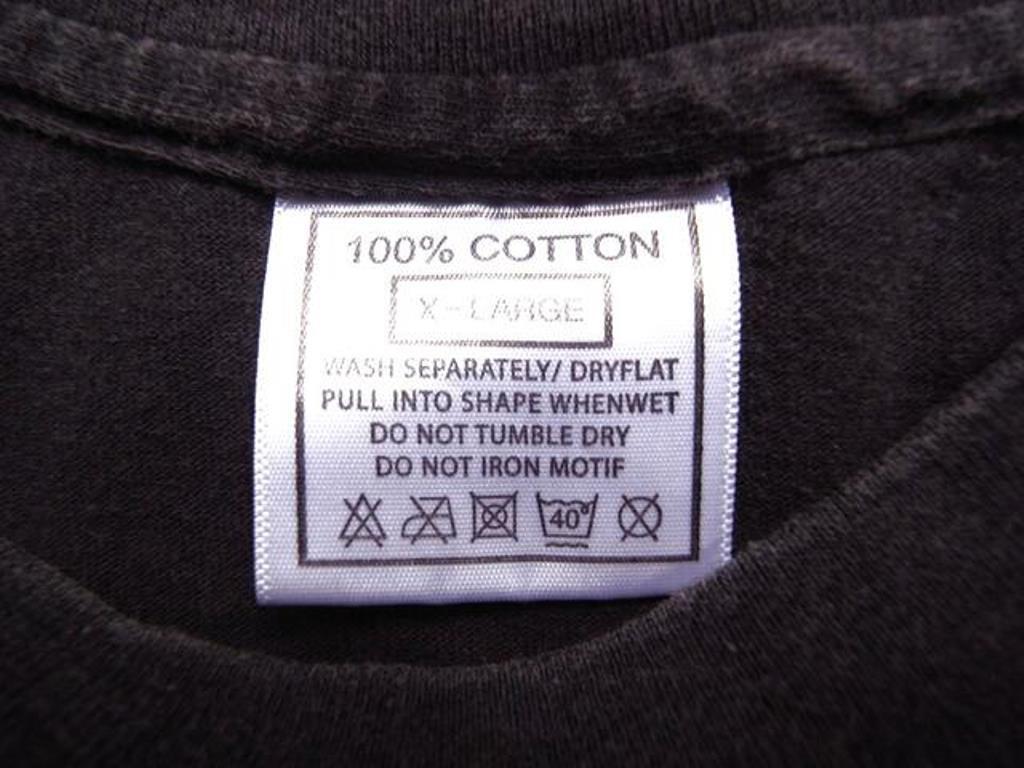 100% COTTON
X-LARGE
WASH SEPARATELY/ DRYFLAT
PULL INTO SHAPE WHENWET
DO NOT TUMBLE DRY
DO NOT IRON MOTIF
40°